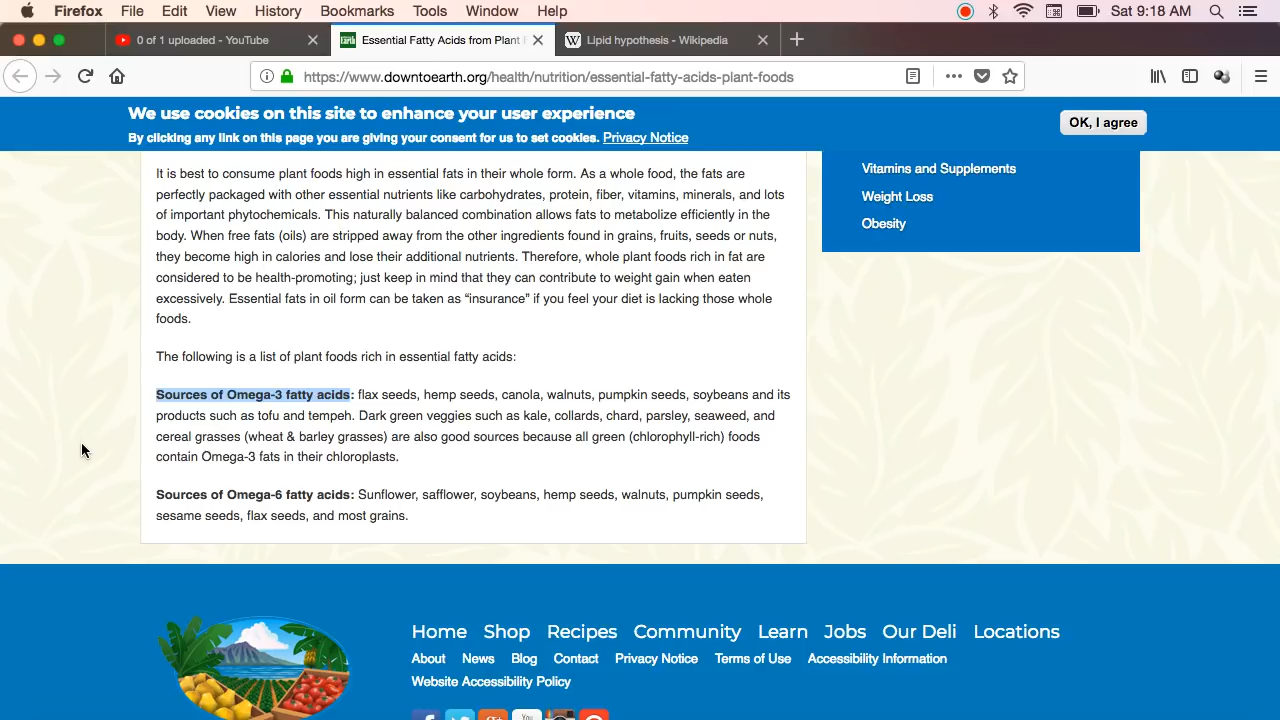 Firefox File Edit View History Bookmarks Tools Window Help Sat 9:18 AM
0 of 1 uploaded - YouTube Essential Fatty Acids from Plant F Lipid hypothesis - Wikipedia
https://www.downtoearth.org/health/nutrition/essential-fatty-acids-plant-foods
We use cookies on this site to enhance your user experience
By clicking any link on this page you are giving your consent for us to set cookies. Privacy Notice
OK, I agree
It is best to consume plant foods high in essential fats in their whole form. As a whole food, the fats are
perfectly packaged with other essential nutrients like carbohydrates, protein, fiber, vitamins, minerals, and lots
of important phytochemicals. This naturally balanced combination allows fats to metabolize efficiently in the
body. When free fats (oils) are stripped away from the other ingredients found in grains, fruits, seeds or nuts,
they become high in calories and lose their additional nutrients. Therefore, whole plant foods rich in fat are
considered to be health-promoting; just keep in mind that they can contribute to weight gain when eaten
excessively. Essential fats in oil form can be taken as “insurance” if you feel your diet is lacking those whole
foods.
The following is a list of plant foods rich in essential fatty acids:
Sources of Omega-3 fatty acids: flax seeds, hemp seeds, canola, walnuts, pumpkin seeds, soybeans and its
products such as tofu and tempeh. Dark green veggies such as kale, collards, chard, parsley, seaweed, and
cereal grasses (wheat & barley grasses) are also good sources because all green (chlorophyll-rich) foods
contain Omega-3 fats in their chloroplasts.
Sources of Omega-6 fatty acids: Sunflower, safflower, soybeans, hemp seeds, walnuts, pumpkin seeds,
sesame seeds, flax seeds, and most grains.
Vitamins and Supplements
Weight Loss
Obesity
Home Shop Recipes Community Learn Jobs Our Deli Locations
About News Blog Contact Privacy Notice Terms of Use Accessibility Information
Website Accessibility Policy